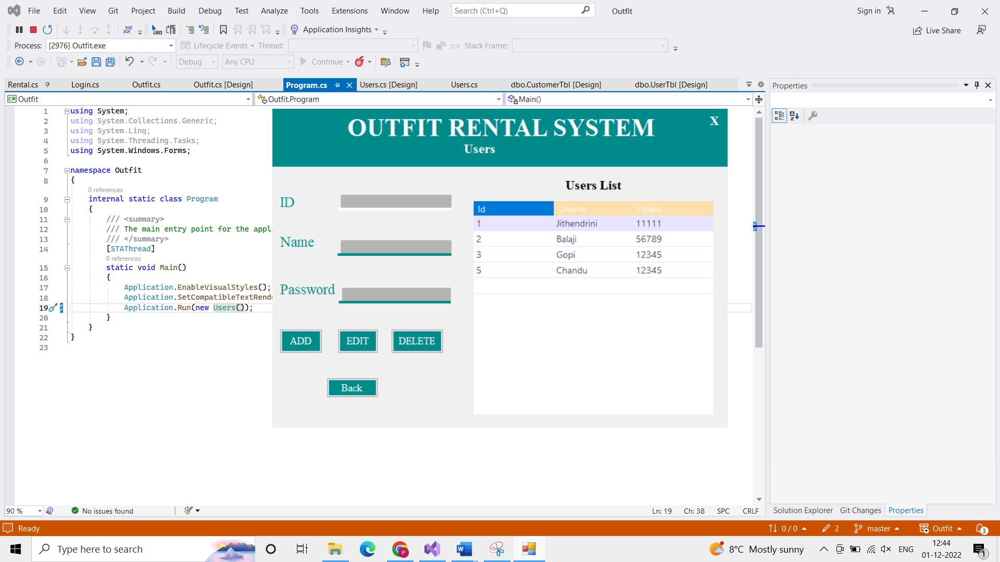 File Edit View Git Project Build Debug Test Analyze Tools Extensions Window Help Search (Ctrl+Q) Outfit Sign in
Application Insights Live Share
Process: [2976] Outfit.exe Lifecycle Events Thread: Stack Frame:
Debug Any CPU Continue
Rental.cs Login.cs Outfit.cs Outfit.cs [Design] Program.cs Users.cs [Design] Users.cs dbo.CustomerTbl [Design] dbo.UserTbl [Design] Properties
C# Outfit Outfit.Program Main()
1 using System;
2 using System.Collections.Generic;
3 using System.Linq;
4 using System.Threading.Tasks;
5 using System.Windows.Forms;
6
7 namespace Outfit
8 {
0 references
9 internal static class Program
10 {
11 /// <summary>
12 /// The main entry point for the appl
13 /// </summary>
14 [STAThread]
0 references
15 static void Main()
16 {
17 Application.EnableVisualStyles();
18 Application.SetCompatibleTextRende
19 Application.Run(new Users());
20 }
21 }
22 }
23
OUTFIT RENTAL SYSTEM X
Users
ID
Name
Password
ADD EDIT DELETE
Back
Users List
Id Uname Upass
1 Jithendrini 11111
2 Balaji 56789
3 Gopi 12345
5 Chandu 12345
90 % No issues found Ln: 19 Ch: 38 SPC CRLF
Solution Explorer Git Changes Properties
Ready 0 / 0 2 master Outfit 3
Type here to search 8°C Mostly sunny ENG 12:44
01-12-2022 1